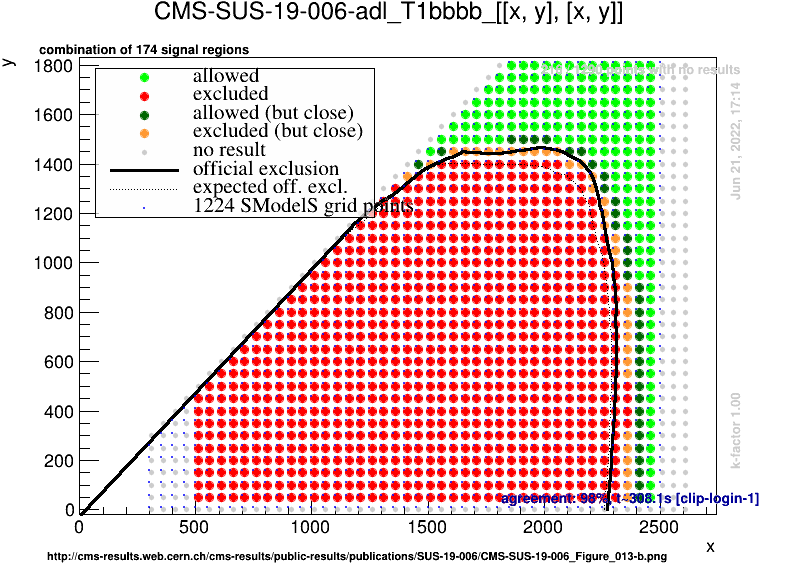 CMS-SUS-19-006-adl_T1bbbb_[[x, y], [x, y]]
combination of 174 signal regions
y
points with no results
allowed
excluded
allowed (but close)
excluded (but close)
no result
official exclusion
expected off. excl.
1224 SModelS grid points
1800
1600
1400
1200
1000
800
600
400
200
0
0
500
1000
1500
2000
2500
x
Jun 21, 2022, 17:14
k-factor 1.00
agreement: 98%, t~308.1s [clip-login-1]
http://cms-results.web.cern.ch/cms-results/public-results/publications/SUS-19-006/CMS-SUS-19-006_Figure_013-b.png